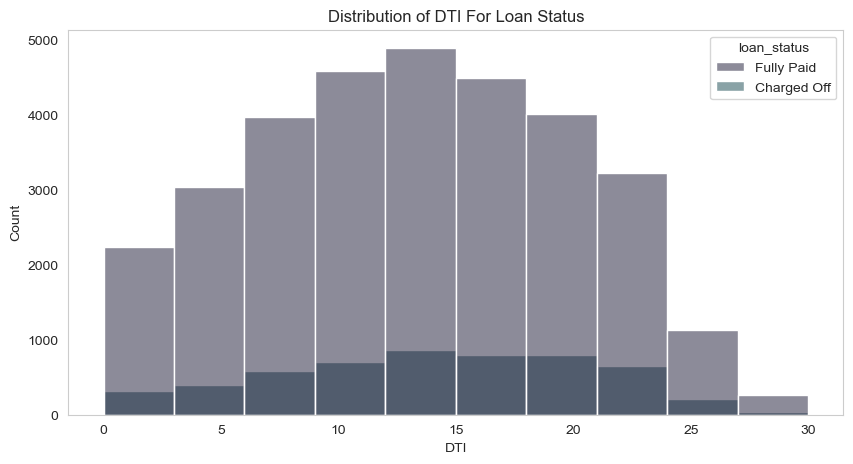 Distribution of DTI For Loan Status
loan_status
Fully Paid
Charged Off
Count
5000
4000
3000
2000
1000
0
0 5 10 15 20 25 30
DTI